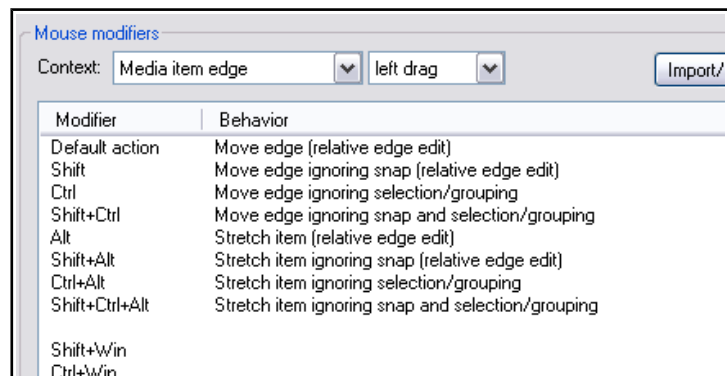 Mouse modifiers
Context: Media item edge left drag Import/
Modifier Behavior
Default action Move edge (relative edge edit)
Shift Move edge ignoring snap (relative edge edit)
Ctrl Move edge ignoring selection/grouping
Shift+Ctrl Move edge ignoring snap and selection/grouping
Alt Stretch item (relative edge edit)
Shift+Alt Stretch item ignoring snap (relative edge edit)
Ctrl+Alt Stretch item ignoring selection/grouping
Shift+Ctrl+Alt Stretch item ignoring snap and selection/grouping
Shift+Win
Ctrl+Win